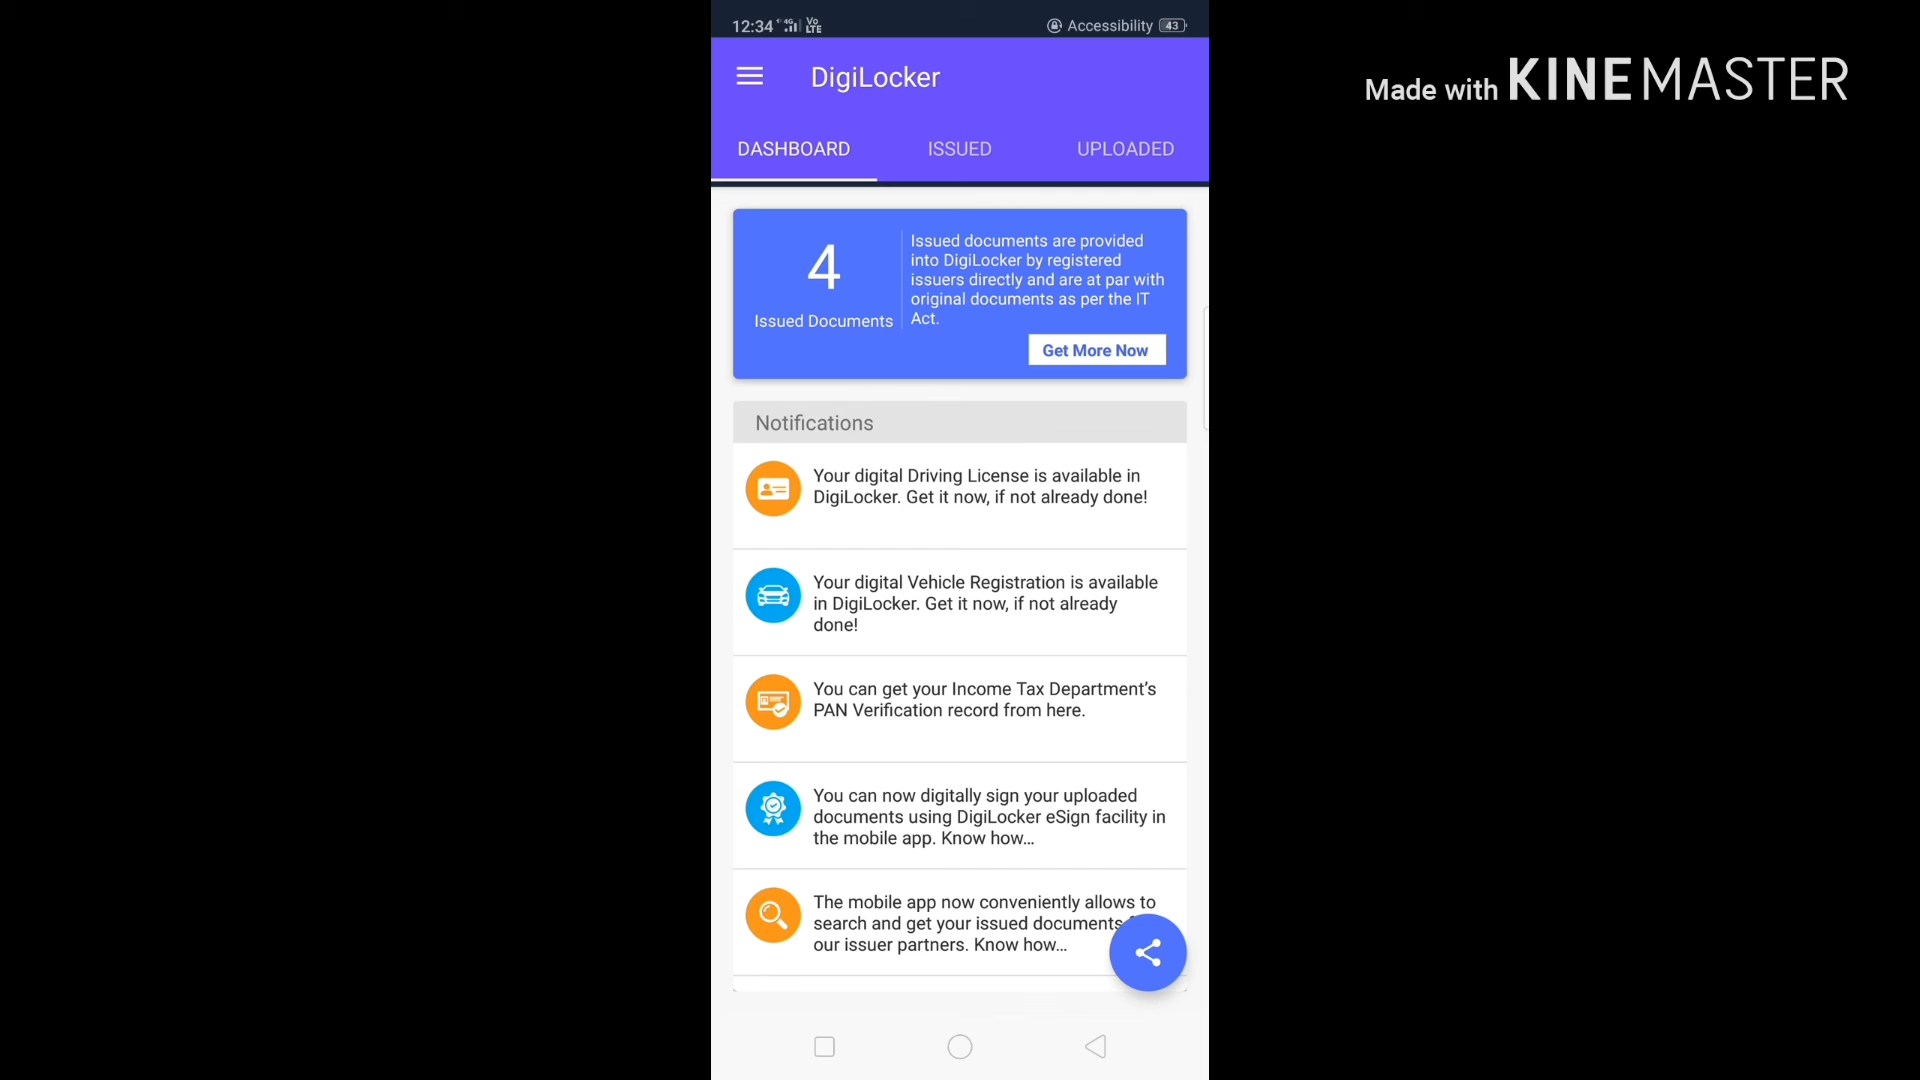 12:34 4G Vo LTE Accessibility 43
Made with KINEMASTER
DigiLocker
DASHBOARD ISSUED UPLOADED
4
Issued Documents
Issued documents are provided
into DigiLocker by registered
issuers directly and are at par with
original documents as per the IT
Act.
Get More Now
Notifications
Your digital Driving License is available in
DigiLocker. Get it now, if not already done!
Your digital Vehicle Registration is available
in DigiLocker. Get it now, if not already
done!
You can get your Income Tax Department’s
PAN Verification record from here.
You can now digitally sign your uploaded
documents using DigiLocker eSign facility in
the mobile app. Know how...
The mobile app now conveniently allows to
search and get your issued documents
our issuer partners. Know how...